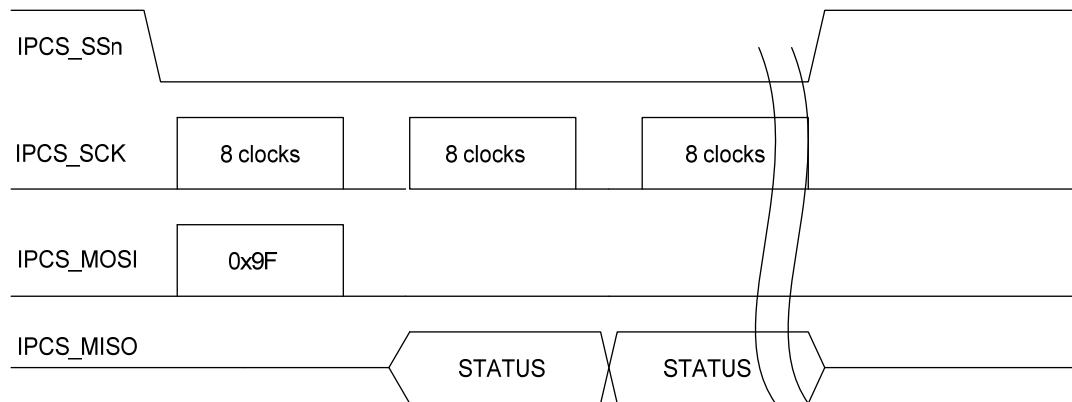 IPCS_SSn
IPCS_SCK
8 clocks
8 clocks
8 clocks
IPCS_MOSI
0x9F
IPCS_MISO
STATUS
STATUS